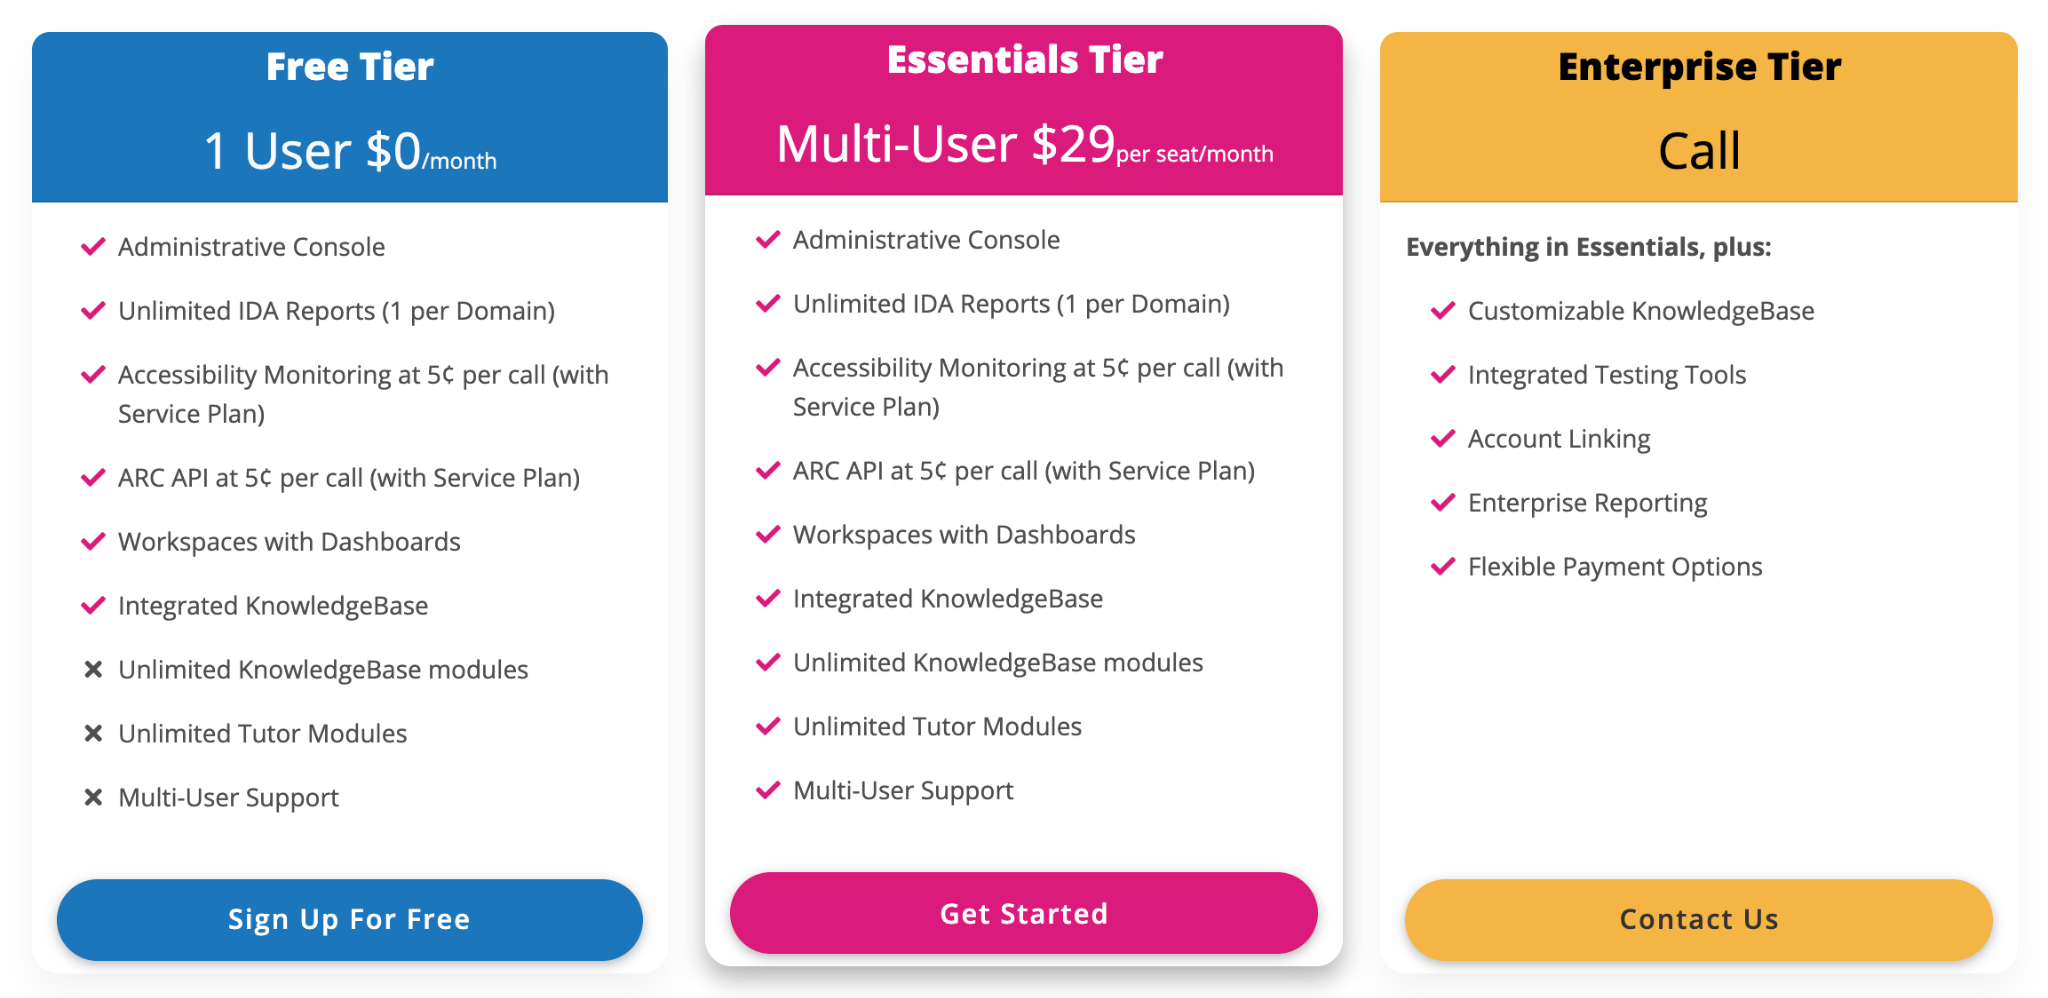 Free Tier
1 User $0/month
Administrative Console
Unlimited IDA Reports (1 per Domain)
Accessibility Monitoring at 5¢ per call (with
Service Plan)
ARC API at 5¢ per call (with Service Plan)
Workspaces with Dashboards
Integrated KnowledgeBase
Unlimited KnowledgeBase modules
Unlimited Tutor Modules
Multi-User Support
Sign Up For Free
Essentials Tier
Multi-User $29per seat/month
Administrative Console
Unlimited IDA Reports (1 per Domain)
Accessibility Monitoring at 5¢ per call (with
Service Plan)
ARC API at 5¢ per call (with Service Plan)
Workspaces with Dashboards
Integrated KnowledgeBase
Unlimited KnowledgeBase modules
Unlimited Tutor Modules
Multi-User Support
Get Started
Enterprise Tier
Call
Everything in Essentials, plus:
Customizable KnowledgeBase
Integrated Testing Tools
Account Linking
Enterprise Reporting
Flexible Payment Options
Contact Us